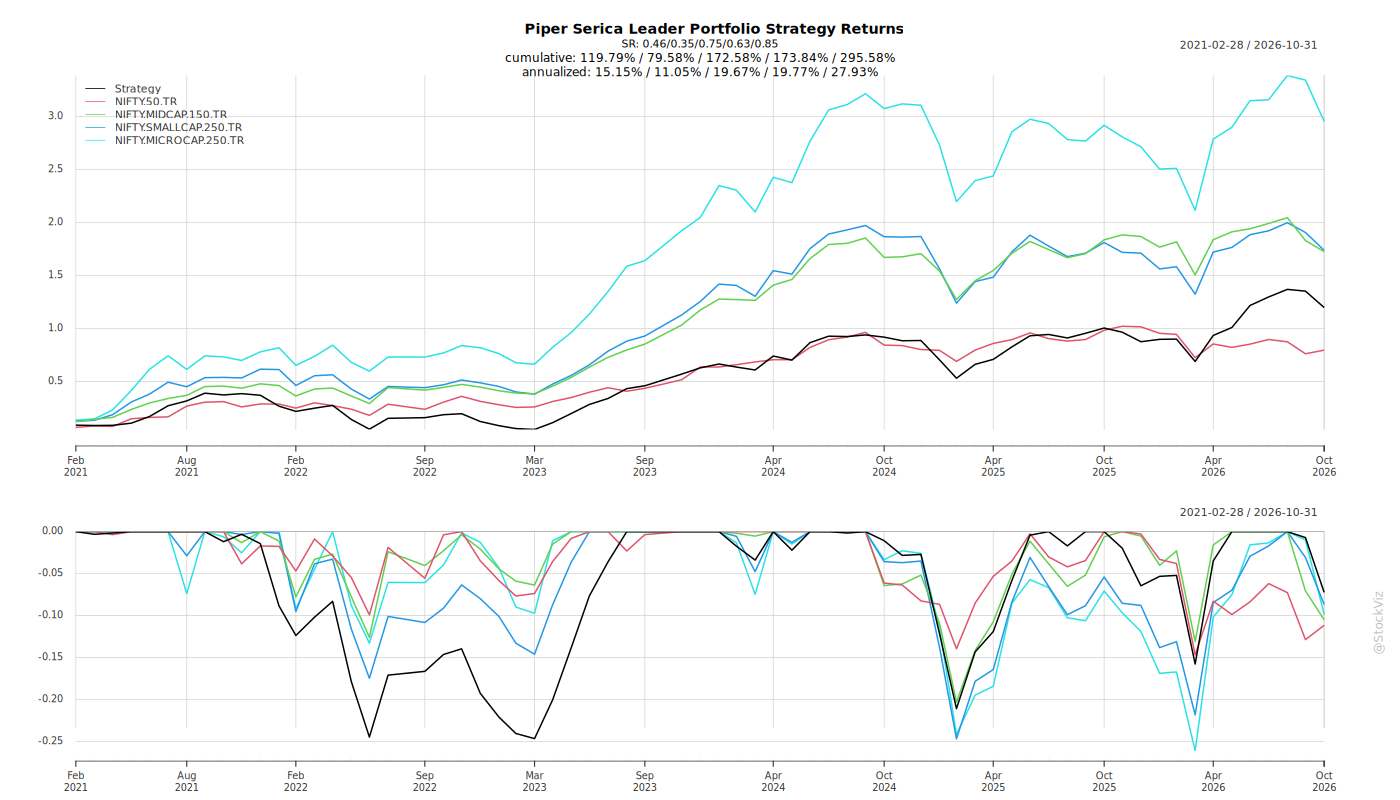 Piper Serica Leader Portfolio Strategy Returns
SR: 0.46/0.35/0.75/0.63/0.85
cumulative: 119.79% / 79.58% / 172.58% / 173.84% / 295.58%
annualized: 15.15% / 11.05% / 19.67% / 19.77% / 27.93%
2021-02-28 / 2026-10-31
Strategy
NIFTY.50.TR
NIFTY.MIDCAP.150.TR
NIFTY.SMALLCAP.250.TR
NIFTY.MICROCAP.250.TR
3.0
2.5
2.0
1.5
1.0
0.5
Feb Aug Feb Sep Mar Sep Apr Oct Apr Oct Apr Oct
2021 2021 2022 2022 2023 2023 2024 2024 2025 2025 2026 2026
2021-02-28 / 2026-10-31
0.00
-0.05
-0.10
-0.15
-0.20
-0.25
Feb Aug Feb Sep Mar Sep Apr Oct Apr Oct Apr Oct
2021 2021 2022 2022 2023 2023 2024 2024 2025 2025 2026 2026
@StockViz